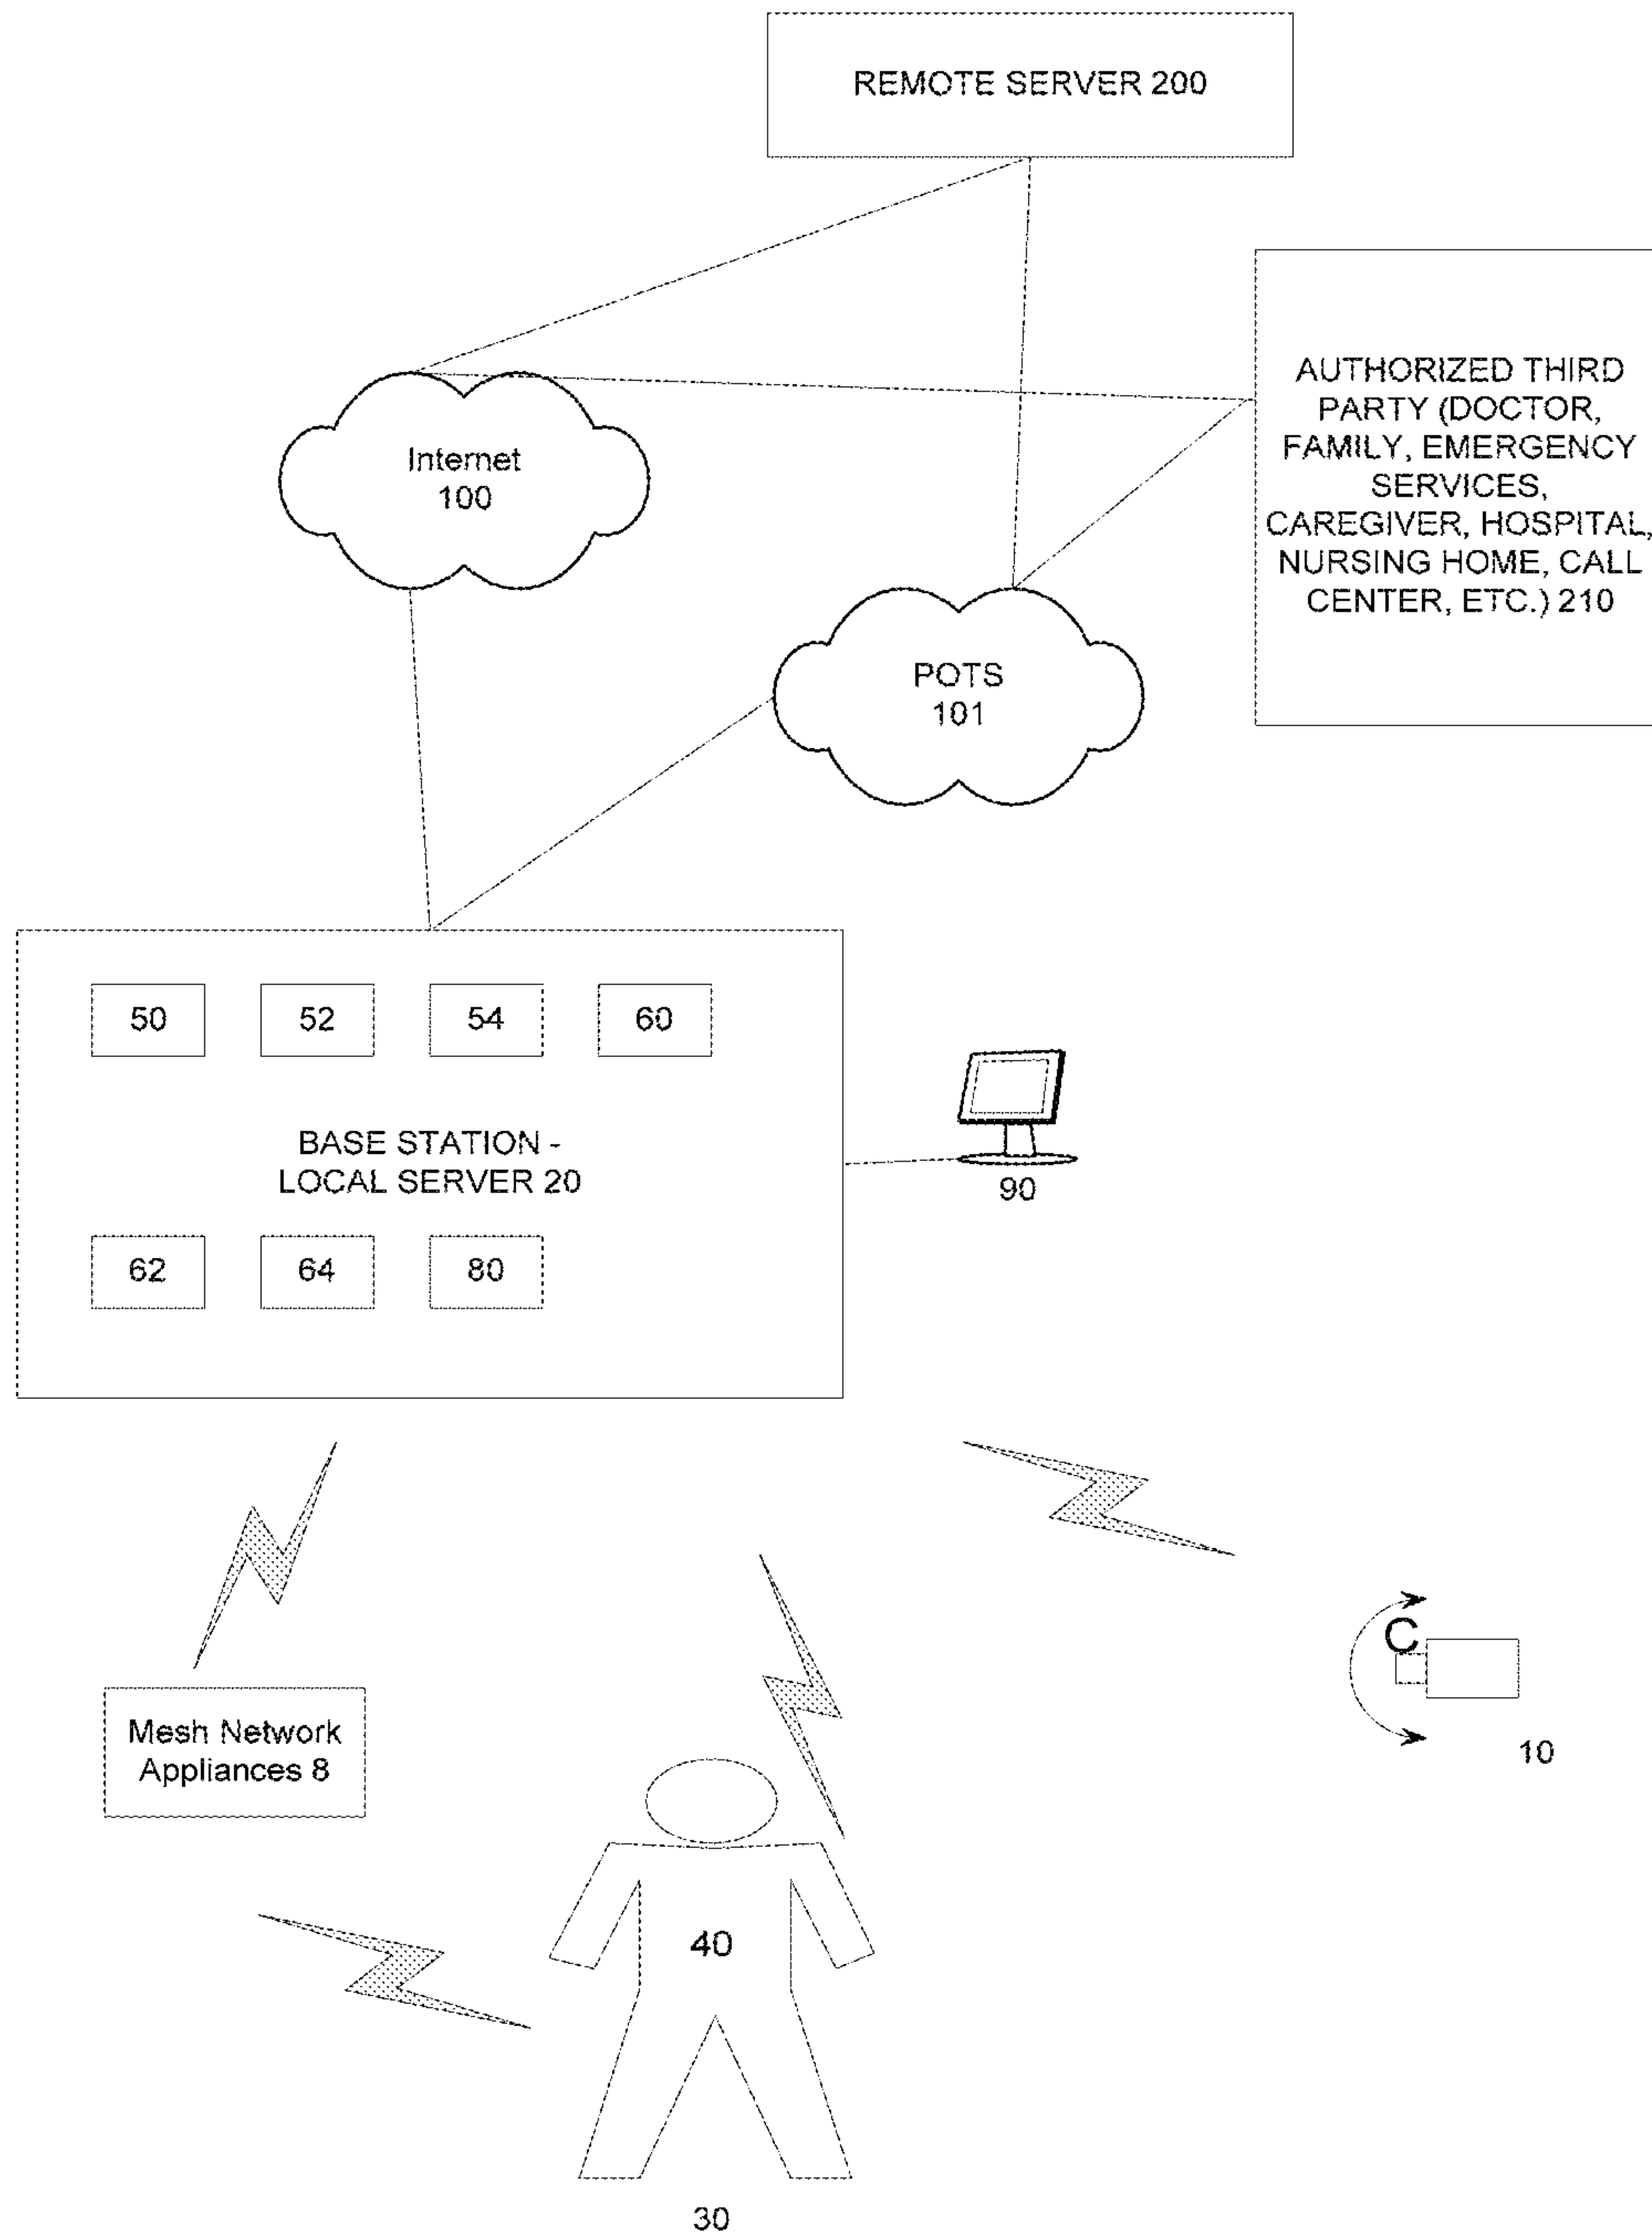 REMOTE SERVER 200
AUTHORIZED THIRD
PARTY (DOCTOR,
FAMILY, EMERGENCY
SERVICES,
CAREGIVER, HOSPITAL,
NURSING HOME, CALL
CENTER, ETC.) 210
Internet
100
POTS
101
50
52
54
60
BASE STATION -
LOCAL SERVER 20
90
62
64
80
C
10
Mesh Network
Appliances 8
40
30